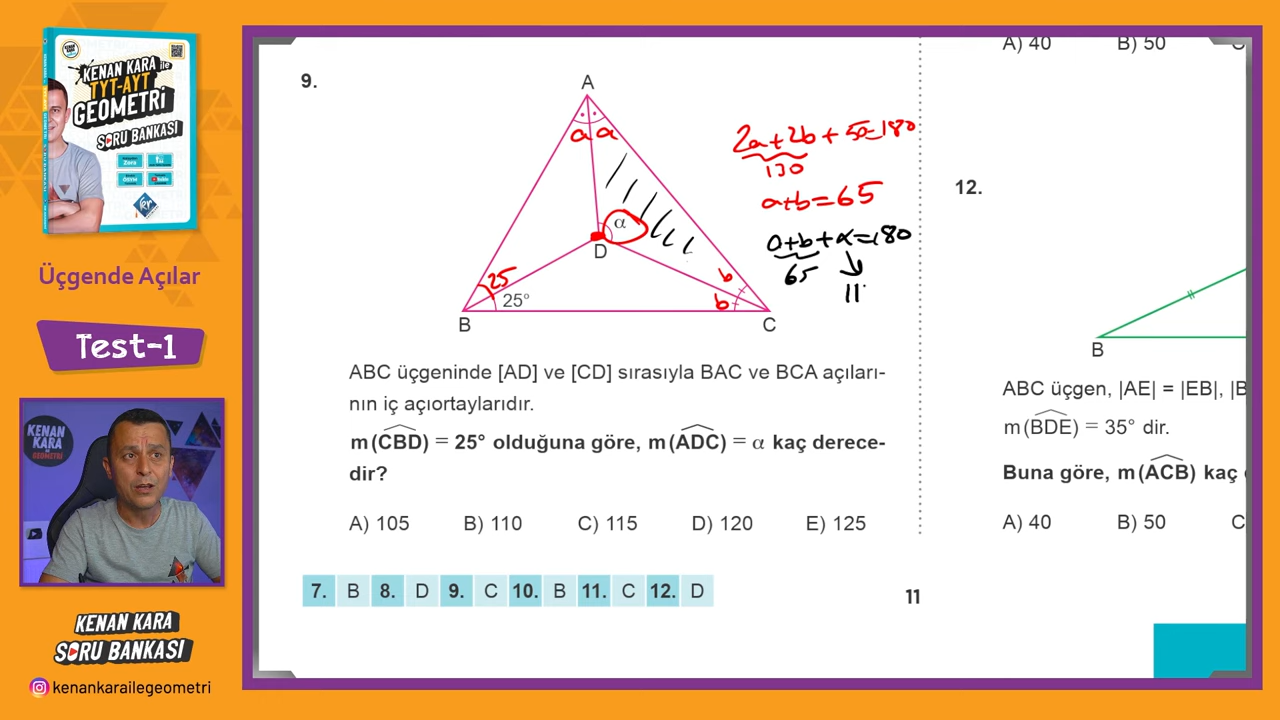 KENAN KARA ile
TYT-AYT
GEOMETRİ
SORU BANKASI
Üçgende Açılar
Test-1
KENAN KARA
SORU BANKASI
kenankarailegeometri
9.
A
a a
α
D
25
25°
b
b
B
C
2a+2b+50=180
130
a+b=65
a+b+α=180
65
11
ABC üçgeninde [AD] ve [CD] sırasıyla BAC ve BCA açıları-
nın iç açıortaylarıdır.
m(CBD) = 25° olduğuna göre, m(ADC) = α kaç derece-
dir?
A) 105 B) 110 C) 115 D) 120 E) 125
7. B 8. D 9. C 10. B 11. C 12. D
11
A) 40 B) 50
12.
B
ABC üçgen, |AE| = |EB|, |B
m(BDE) = 35° dir.
Buna göre, m(ACB) kaç
A) 40 B) 50 C